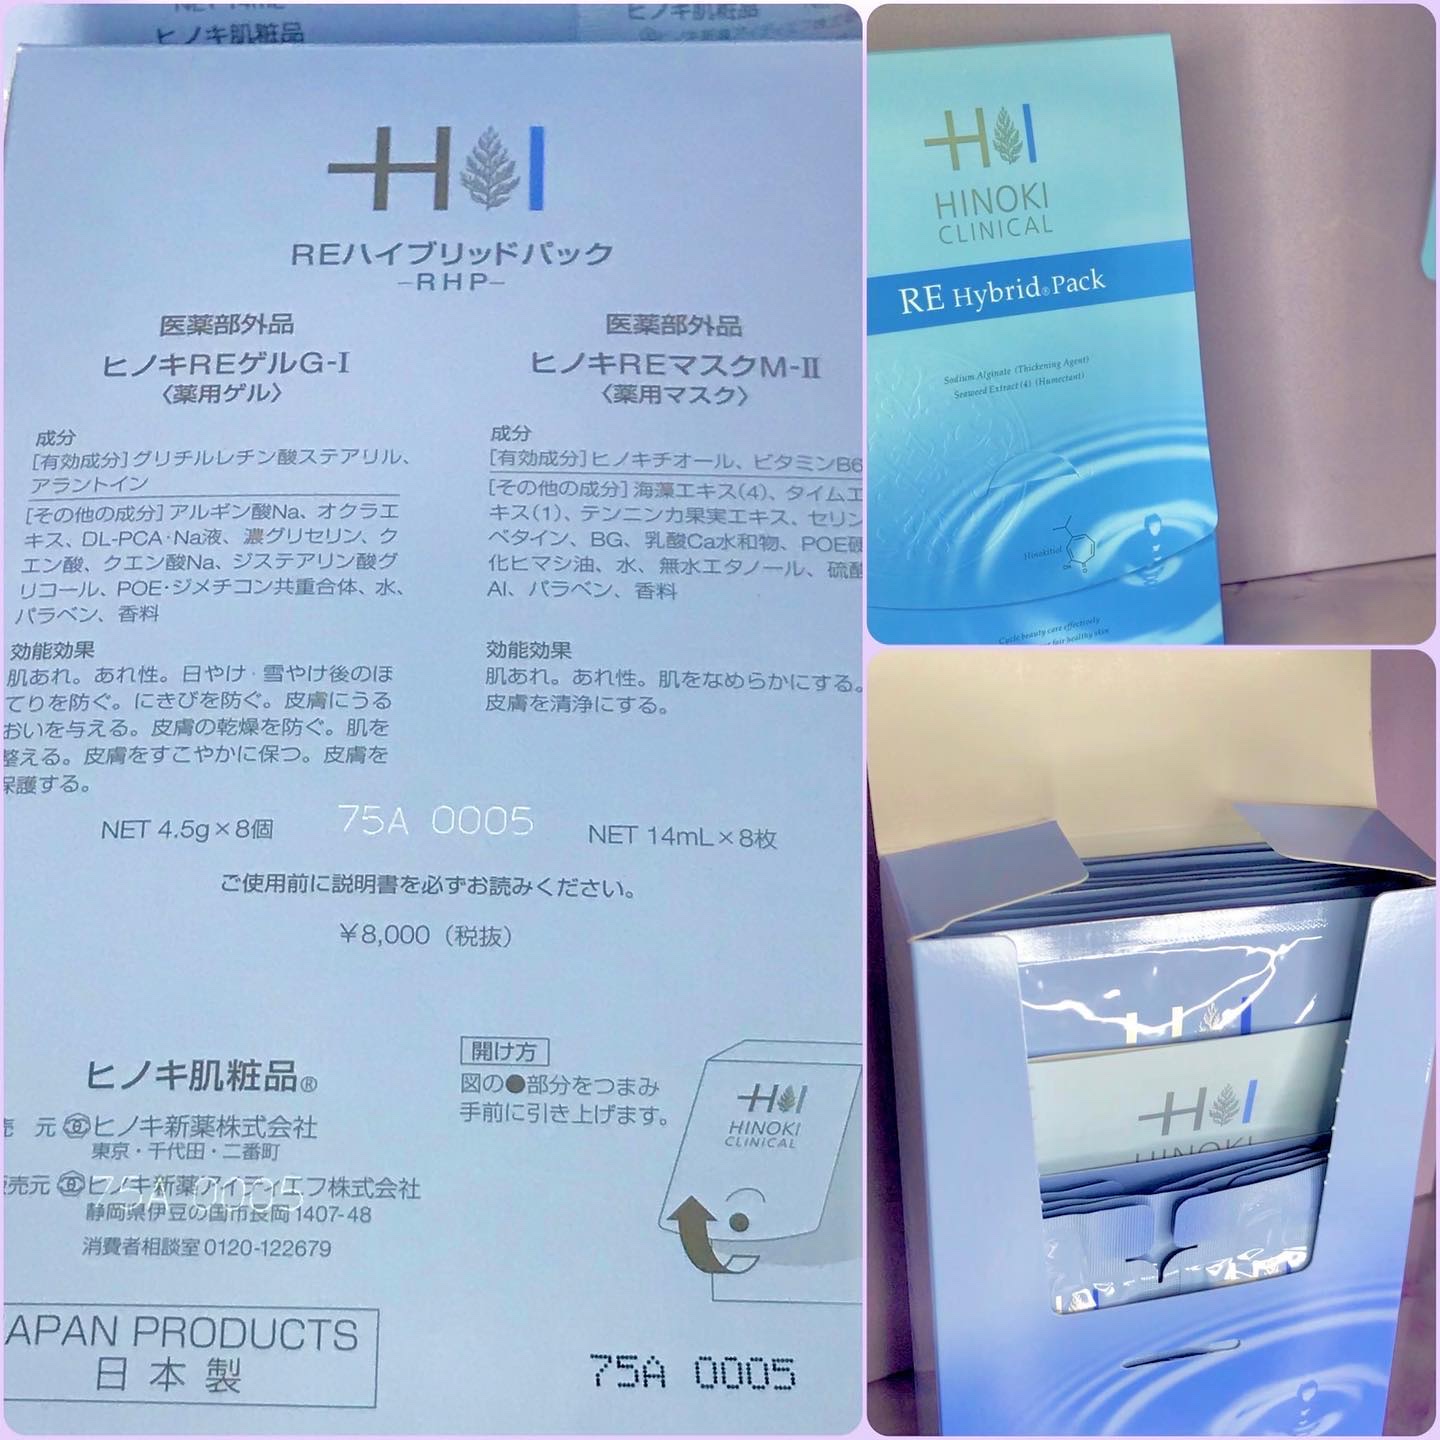 ヒノキ肌粧品
REハイブリッドパック
–RHP–
医薬部外品
ヒノキREゲルG-I
〈薬用ゲル〉
成分
[有効成分]グリチルレチン酸ステアリル、
アラントイン
[その他の成分]アルギン酸Na、オクラエ
キス、DL-PCA・Na液、濃グリセリン、ク
エン酸、クエン酸Na、ジステアリン酸グ
リコール、POE・ジメチコン共重合体、水、
パラベン、香料
効能効果
肌あれ。あれ性。日やけ・雪やけ後のほ
てりを防ぐ。にきびを防ぐ。皮膚にうる
おいを与える。皮膚の乾燥を防ぐ。肌を
整える。皮膚をすこやかに保つ。皮膚を
保護する。
NET 4.5g×8個
医薬部外品
ヒノキREマスクM-II
〈薬用マスク〉
成分
[有効成分]ヒノキチオール、ビタミンB6
[その他の成分]海藻エキス(4)、タイムエ
キス(1)、テンニンカ果実エキス、セリン
ベタイン、BG、乳酸Ca水和物、POE硬
化ヒマシ油、水、無水エタノール、硫酸
Al、パラベン、香料
効能効果
肌あれ。あれ性。肌をなめらかにする。
皮膚を清浄にする。
NET 14mL×8枚
75A 0005
ご使用前に説明書を必ずお読みください。
¥8,000（税抜）
ヒノキ肌粧品®
売 元 ヒノキ新薬株式会社
東京・千代田・二番町
売元 ヒノキ新薬アイディエフ株式会社
75A 0005
静岡県伊豆の国市長岡1407-48
消費者相談室 0120-122679
APAN PRODUCTS
日本製
開け方
図の●部分をつまみ
手前に引き上げます。
HI
HINOKI
CLINICAL
75A 0005
HI
HINOKI
CLINICAL
RE Hybrid® Pack
Sodium Alginate (Thickening Agent)
Seaweed Extract (4) (Humectant)
Hinokitiol
Cycle beauty care effectively
fair healthy skin
HI
HI
HINOKI